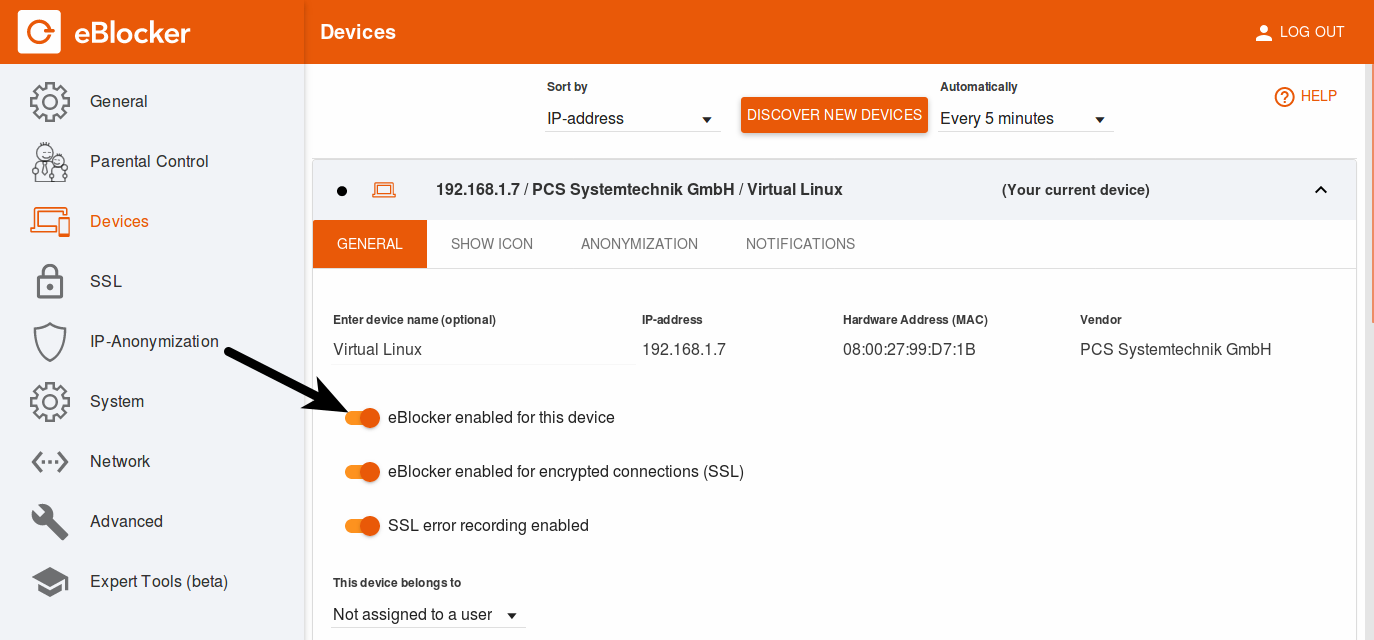 eBlocker
Devices
LOG OUT
General
Parental Control
Devices
SSL
IP-Anonymization
System
Network
Advanced
Expert Tools (beta)
Sort by
IP-address
DISCOVER NEW DEVICES
Automatically
Every 5 minutes
HELP
192.168.1.7 / PCS Systemtechnik GmbH / Virtual Linux
(Your current device)
GENERAL
SHOW ICON
ANONYMIZATION
NOTIFICATIONS
Enter device name (optional)
Virtual Linux
IP-address
192.168.1.7
Hardware Address (MAC)
08:00:27:99:D7:1B
Vendor
PCS Systemtechnik GmbH
eBlocker enabled for this device
eBlocker enabled for encrypted connections (SSL)
SSL error recording enabled
This device belongs to
Not assigned to a user